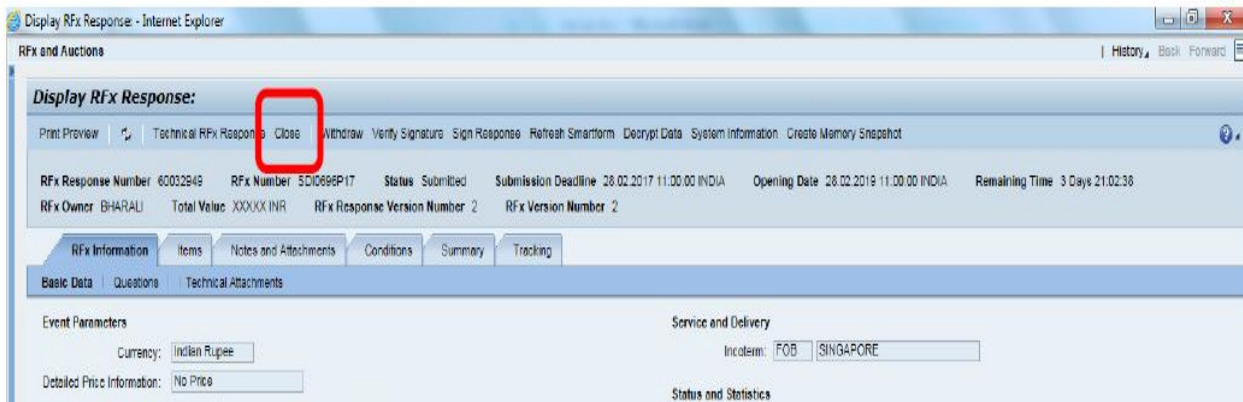 Display RFx Response: - Internet Explorer
RFx and Auctions
History Back Forward
Display RFx Response:
Print Preview Technical RFx Response Close Withdraw Verify Signature Sign Response Refresh Smartform Decrypt Data System Information Create Memory Snapshot
RFx Response Number 60032949 RFx Number SDI0696P17 Status Submitted Submission Deadline 28.02.2017 11:00:00 INDIA Opening Date 28.02.2019 11:00:00 INDIA Remaining Time 3 Days 21:02:38
RFx Owner BHARALI Total Value XXXXX INR RFx Response Version Number 2 RFx Version Number 2
RFx Information Items Notes and Attachments Conditions Summary Tracking
Basic Data Questions Technical Attachments
Event Parameters Service and Delivery
Currency: Indian Rupee Incoterm: FOB SINGAPORE
Detailed Price Information: No Price
Status and Statistics